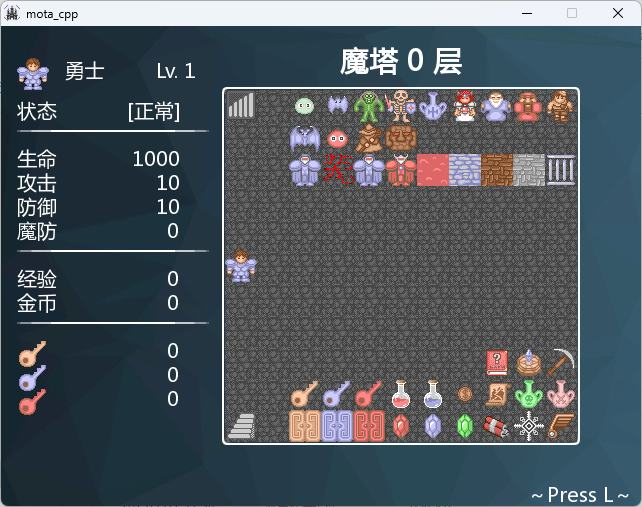 mota_cpp
魔塔 0 层
勇士 Lv. 1
状态 [正常]
生命 1000
攻击 10
防御 10
魔防 0
经验 0
金币 0
0
0
0
?
~ Press L ~